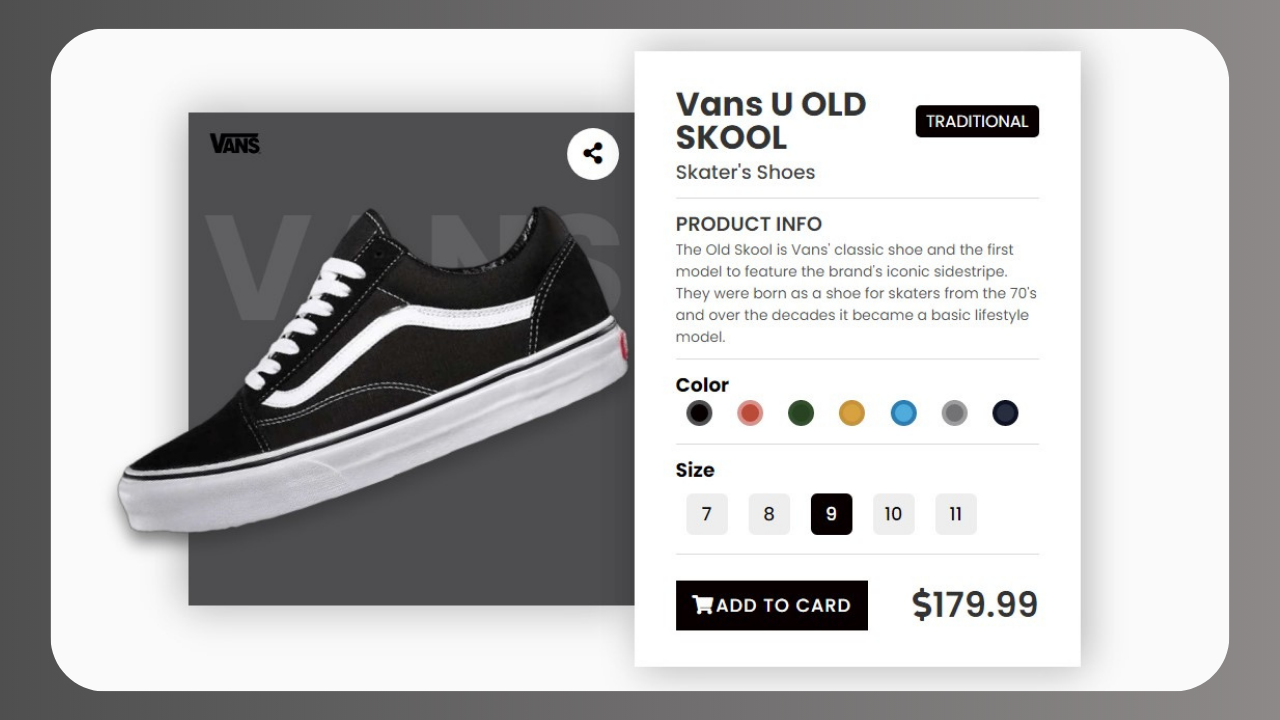 VANS
VANS
Vans U OLD
SKOOL
TRADITIONAL
Skater's Shoes
PRODUCT INFO
The Old Skool is Vans' classic shoe and the first
model to feature the brand's iconic sidestripe.
They were born as a shoe for skaters from the 70's
and over the decades it became a basic lifestyle
model.
Color
Size
7 8 9 10 11
ADD TO CARD $179.99